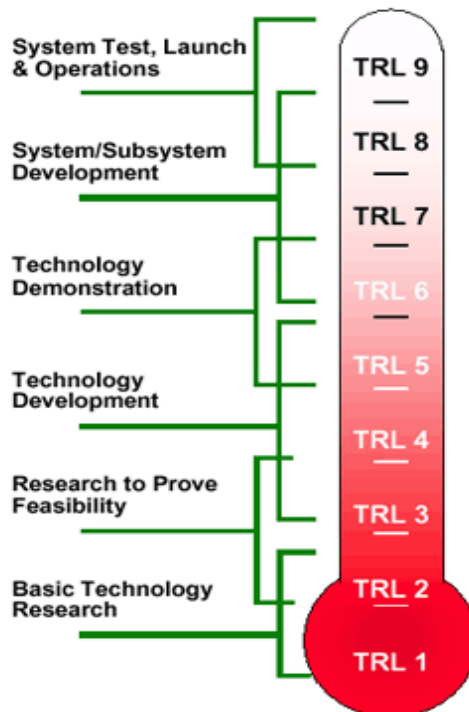 System Test, Launch
& Operations
System/Subsystem
Development
Technology
Demonstration
Technology
Development
Research to Prove
Feasibility
Basic Technology
Research
TRL 9
TRL 8
TRL 7
TRL 6
TRL 5
TRL 4
TRL 3
TRL 2
TRL 1